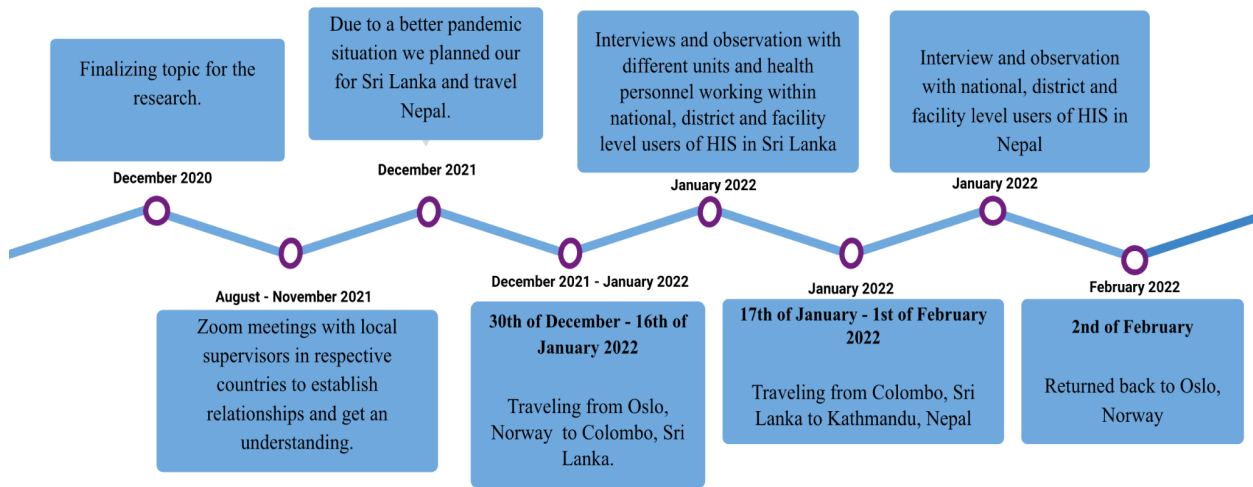 Finalizing topic for the
research.
December 2020
August - November 2021
Zoom meetings with local
supervisors in respective
countries to establish
relationships and get an
understanding.
Due to a better pandemic
situation we planned our
for Sri Lanka and travel
Nepal.
December 2021
December 2021 - January 2022
30th of December - 16th of
January 2022
Traveling from Oslo,
Norway to Colombo, Sri
Lanka.
Interviews and observation with
different units and health
personnel working within
national, district and facility
level users of HIS in Sri Lanka
January 2022
January 2022
17th of January - 1st of February
2022
Traveling from Colombo, Sri
Lanka to Kathmandu, Nepal
Interview and observation
with national, district and
facility level users of HIS in
Nepal
January 2022
February 2022
2nd of February
Returned back to Oslo,
Norway